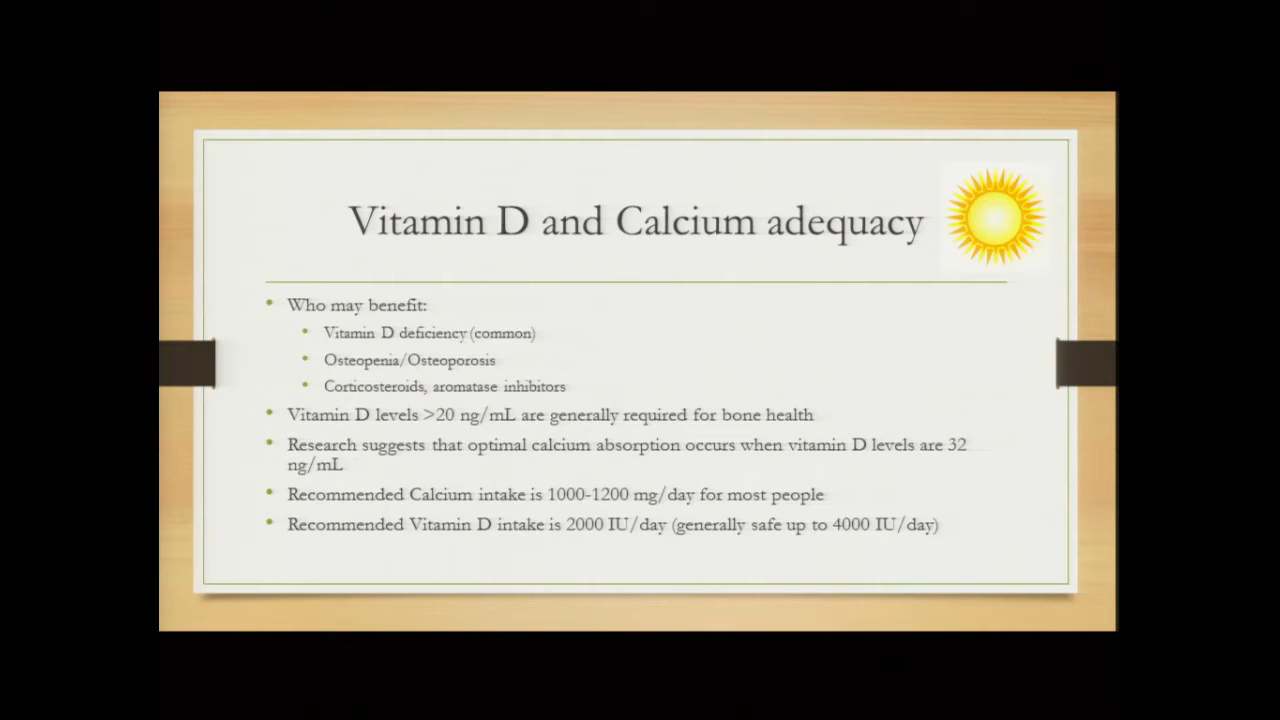 Vitamin D and Calcium adequacy
Who may benefit:
Vitamin D deficiency (common)
Osteopenia/Osteoporosis
Corticosteroids, aromatase inhibitors
Vitamin D levels >20 ng/mL are generally required for bone health
Research suggests that optimal calcium absorption occurs when vitamin D levels are 32
ng/mL
Recommended Calcium intake is 1000-1200 mg/day for most people
Recommended Vitamin D intake is 2000 IU/day (generally safe up to 4000 IU/day)